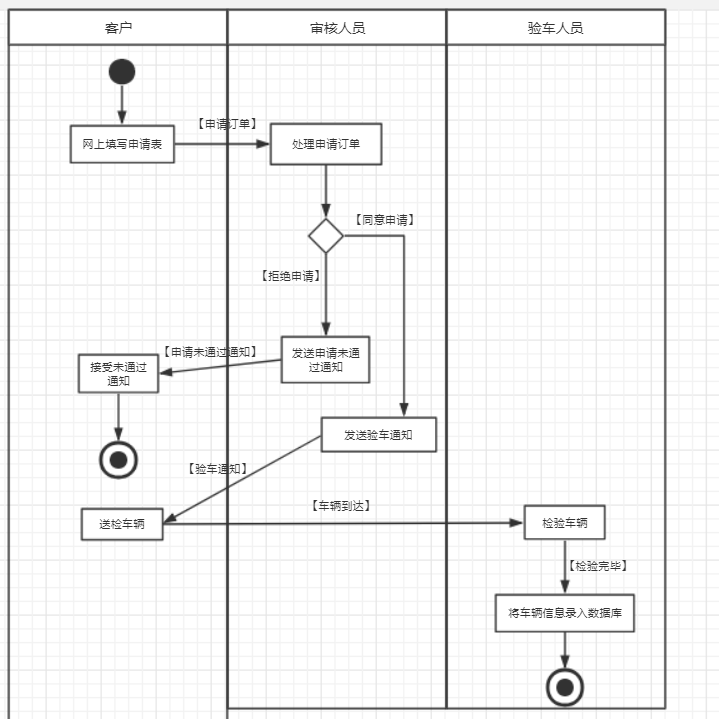 客户
审核人员
验车人员
【申请订单】
网上填写申请表
处理申请订单
【同意申请】
【拒绝申请】
【申请未通过通知】
发送申请未通
过通知
接受未通过
通知
发送验车通知
【验车通知】
【车辆到达】
送检车辆
检验车辆
【检验完毕】
将车辆信息录入数据库